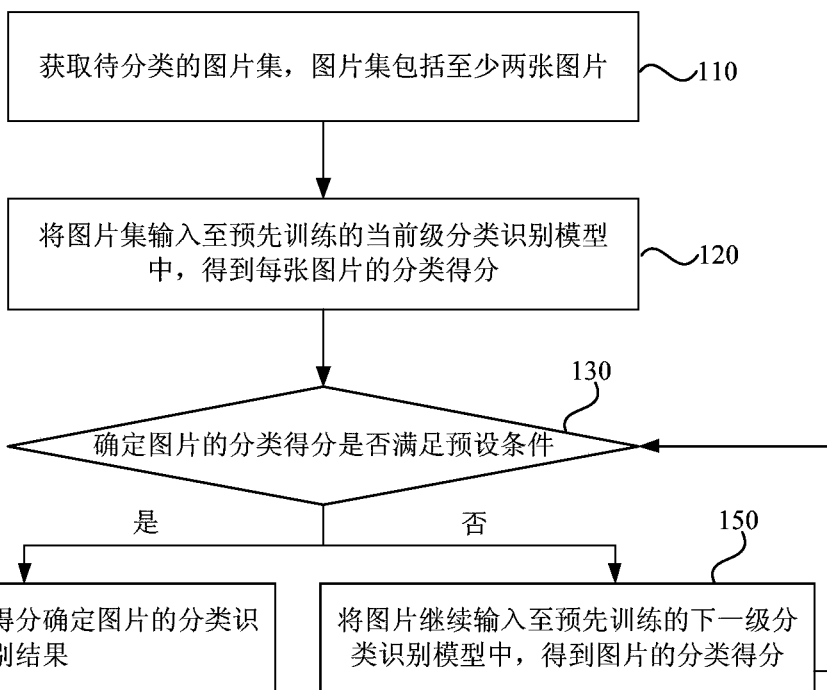 获取待分类的图片集，图片集包括至少两张图片
110
将图片集输入至预先训练的当前级分类识别模型
中，得到每张图片的分类得分
120
130
确定图片的分类得分是否满足预设条件
是
否
150
得分确定图片的分类识
别结果
将图片继续输入至预先训练的下一级分
类识别模型中，得到图片的分类得分